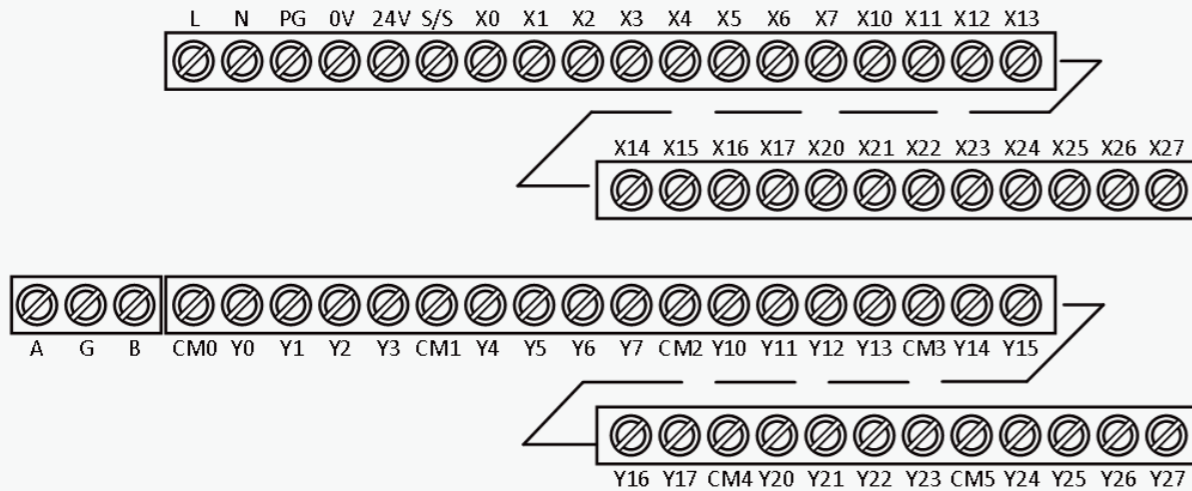 L N PG 0V 24V S/S X0 X1 X2 X3 X4 X5 X6 X7 X10 X11 X12 X13
X14 X15 X16 X17 X20 X21 X22 X23 X24 X25 X26 X27
A G B CM0 Y0 Y1 Y2 Y3 CM1 Y4 Y5 Y6 Y7 CM2 Y10 Y11 Y12 Y13 CM3 Y14 Y15
Y16 Y17 CM4 Y20 Y21 Y22 Y23 CM5 Y24 Y25 Y26 Y27